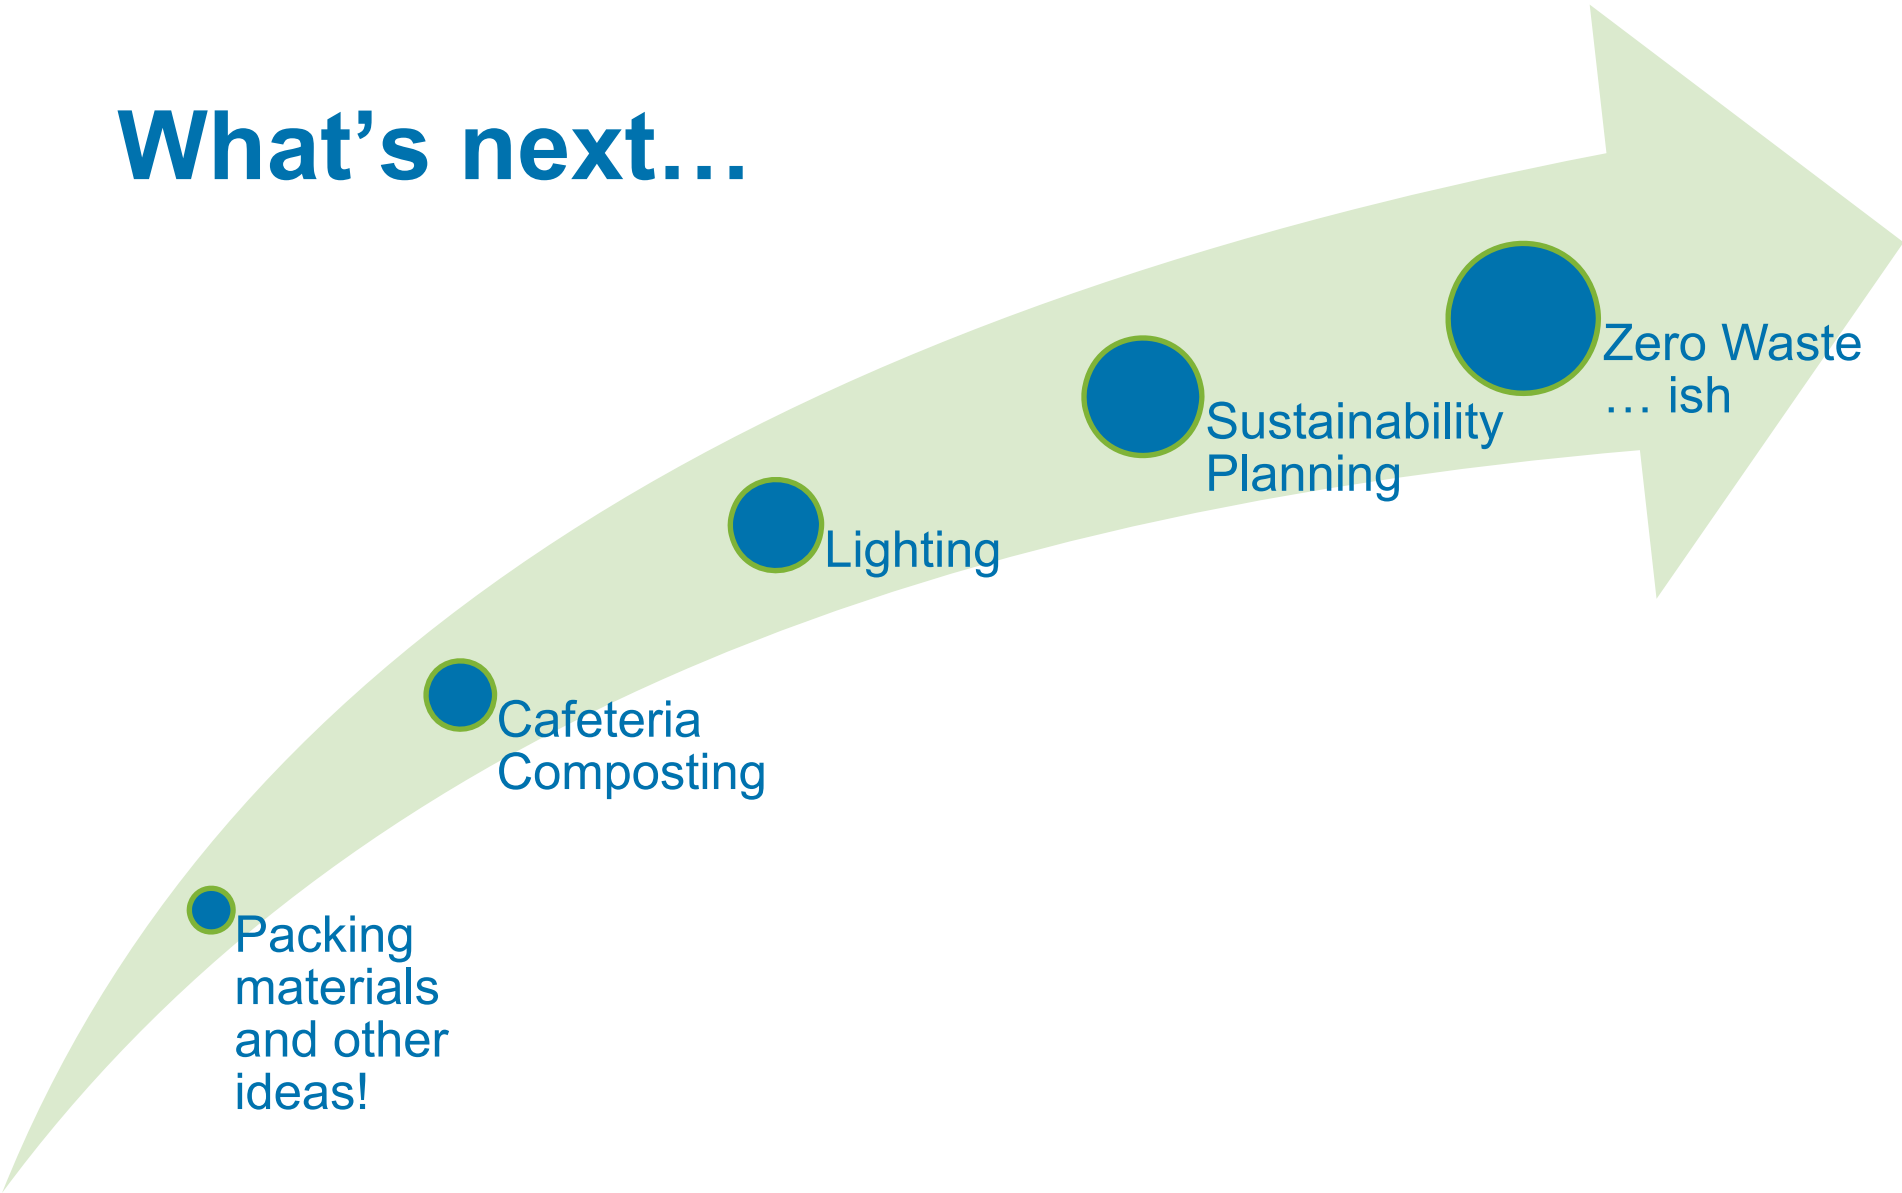 What’s next…
Packing
materials
and other
ideas!
Cafeteria
Composting
Lighting
Sustainability
Planning
Zero Waste
… ish